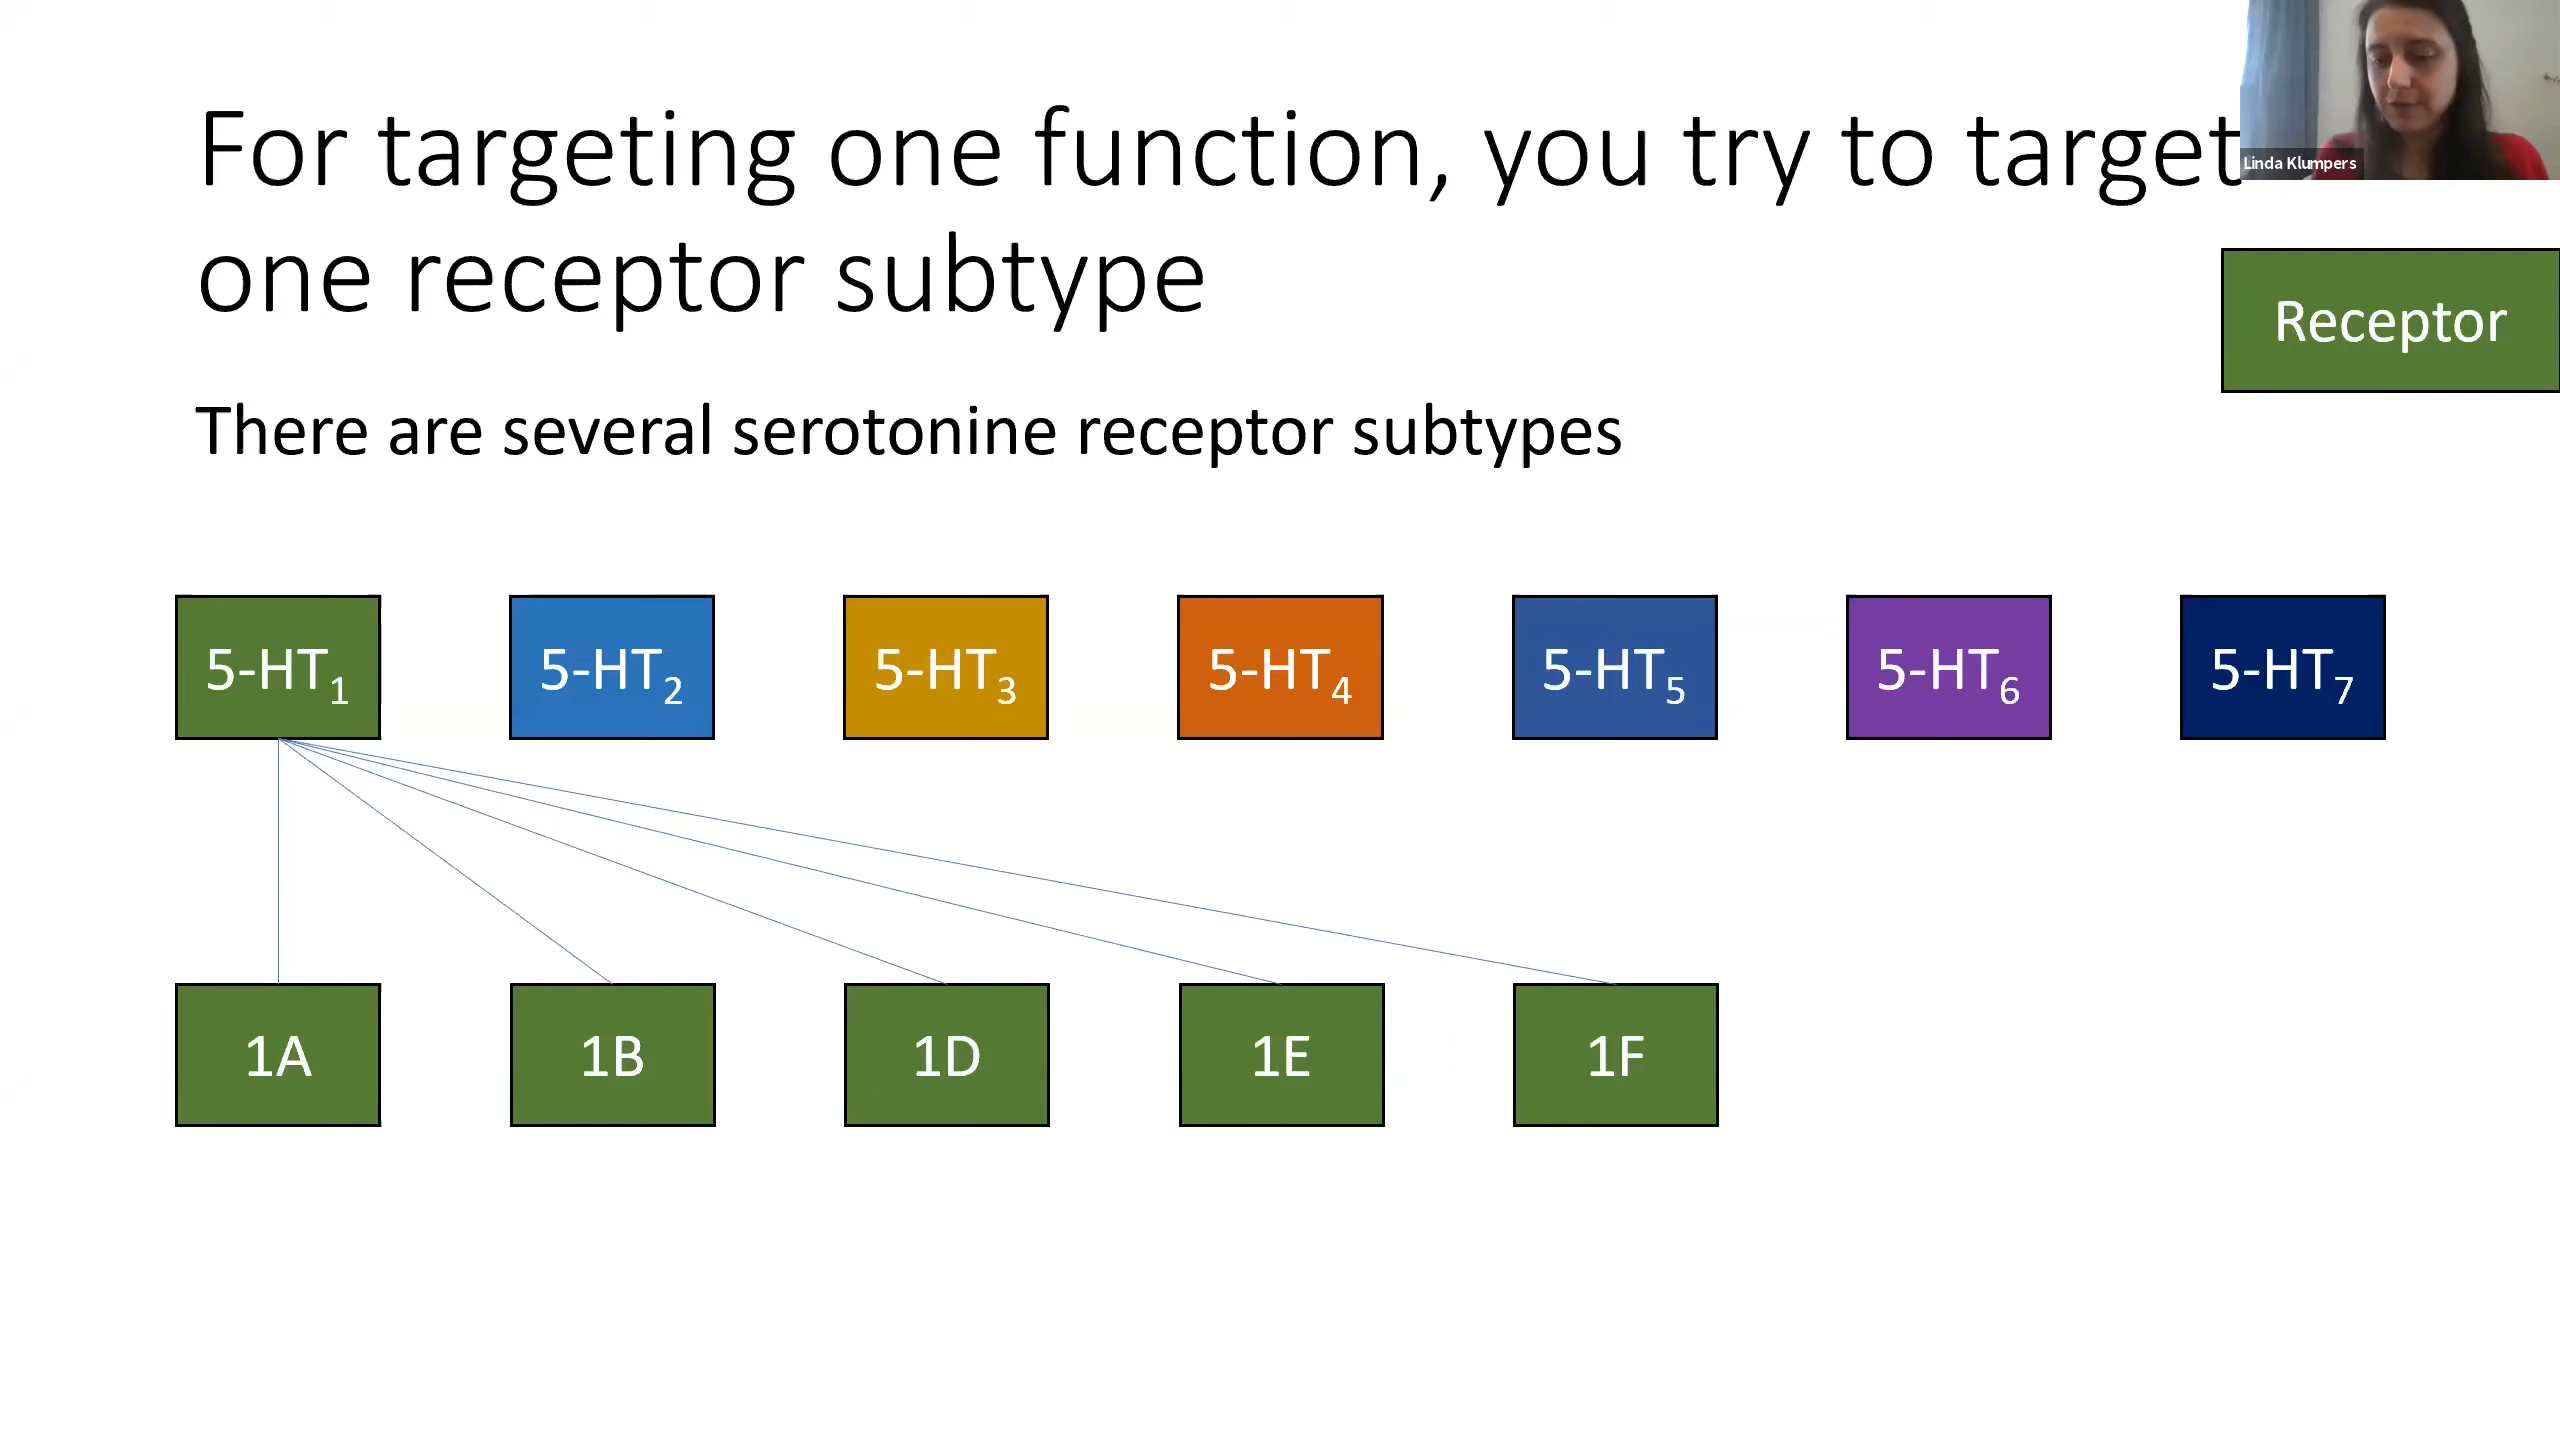 For targeting one function, you try to target
one receptor subtype
Linda Klumpers
Receptor
There are several serotonine receptor subtypes
5-HT1
5-HT2
5-HT3
5-HT4
5-HT5
5-HT6
5-HT7
1A
1B
1D
1E
1F